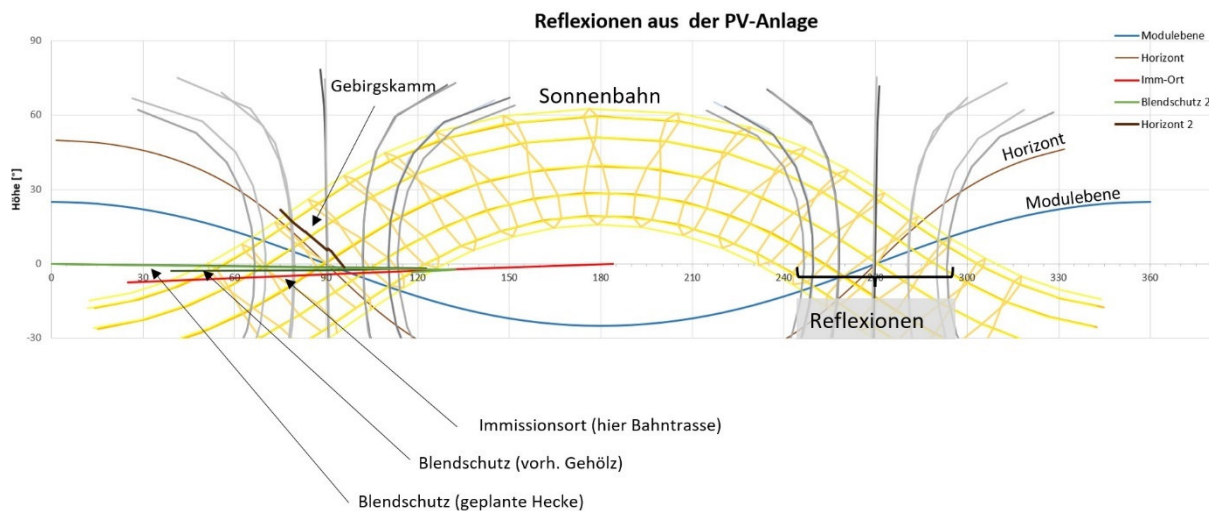 Reflexionen aus der PV-Anlage
90
60
30
0
-30
Höhe [°]
0
30
60
90
120
150
180
210
240
270
300
330
360
Modulebene
Horizont
Imm-Ort
Blendschutz 2
Horizont 2
Gebirgskamm
Sonnenbahn
Horizont
Modulebene
Reflexionen
Immissionsort (hier Bahntrasse)
Blendschutz (vorh. Gehölz)
Blendschutz (geplante Hecke)